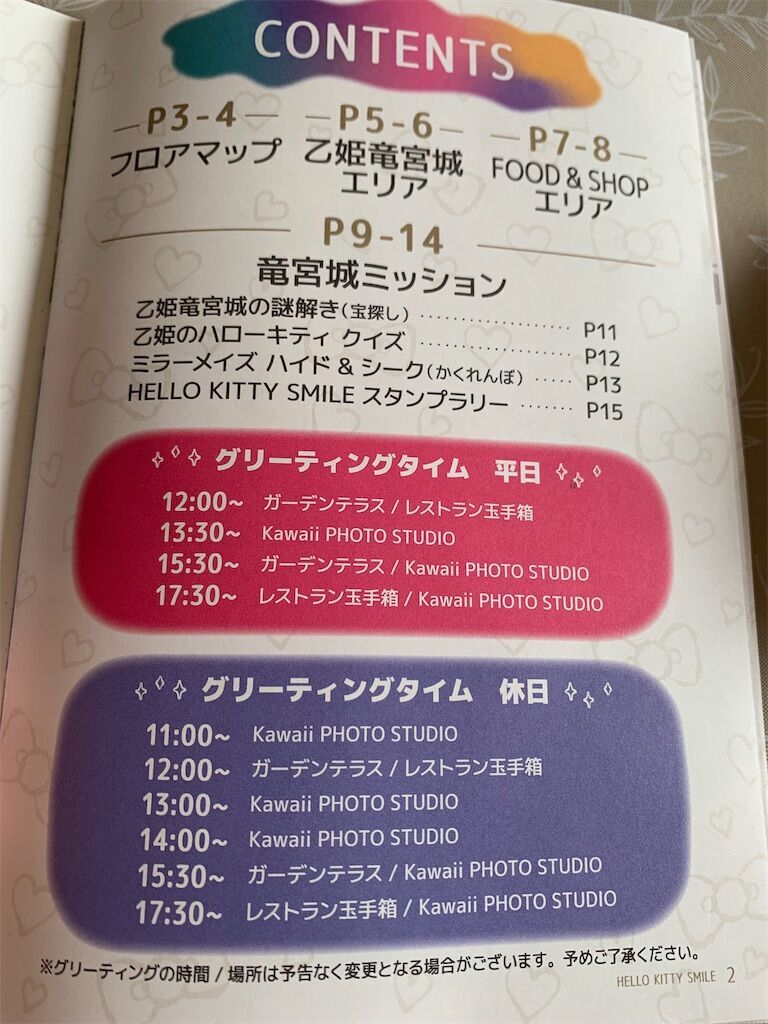 CONTENTS
P3-4
フロアマップ
P5-6
乙姫竜宮城
エリア
P7-8
FOOD & SHOP
エリア
P9-14
竜宮城ミッション
乙姫竜宮城の謎解き(宝探し) ‥‥‥‥‥‥‥‥ P11
乙姫のハローキティ クイズ ‥‥‥‥‥‥‥‥ P12
ミラーメイズ ハイド & シーク(かくれんぼ) ‥‥‥ P13
HELLO KITTY SMILE スタンプラリー ‥‥‥‥ P15
グリーティングタイム 平日
12:00~ ガーデンテラス / レストラン玉手箱
13:30~ Kawaii PHOTO STUDIO
15:30~ ガーデンテラス / Kawaii PHOTO STUDIO
17:30~ レストラン玉手箱 / Kawaii PHOTO STUDIO
グリーティングタイム 休日
11:00~ Kawaii PHOTO STUDIO
12:00~ ガーデンテラス / レストラン玉手箱
13:00~ Kawaii PHOTO STUDIO
14:00~ Kawaii PHOTO STUDIO
15:30~ ガーデンテラス / Kawaii PHOTO STUDIO
17:30~ レストラン玉手箱 / Kawaii PHOTO STUDIO
※グリーティングの時間 / 場所は予告なく変更となる場合がございます。予めご了承ください。
HELLO KITTY SMILE 2